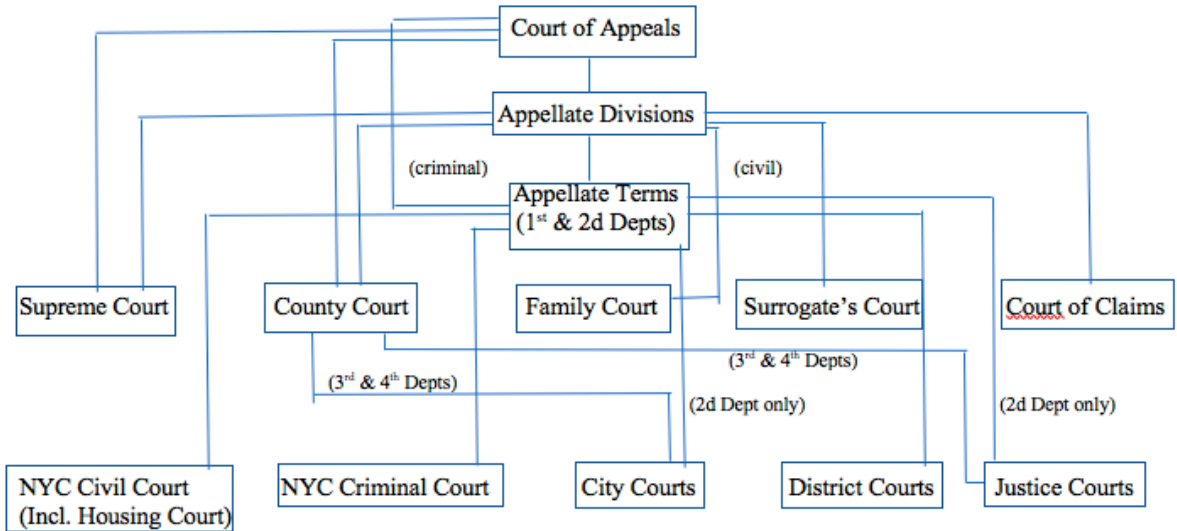 Court of Appeals
Appellate Divisions
(criminal)
(civil)
Appellate Terms
(1st & 2d Depts)
Supreme Court
County Court
Family Court
Surrogate’s Court
Court of Claims
(3rd & 4th Depts)
(3rd & 4th Depts)
(2d Dept only)
(2d Dept only)
NYC Civil Court
(Incl. Housing Court)
NYC Criminal Court
City Courts
District Courts
Justice Courts